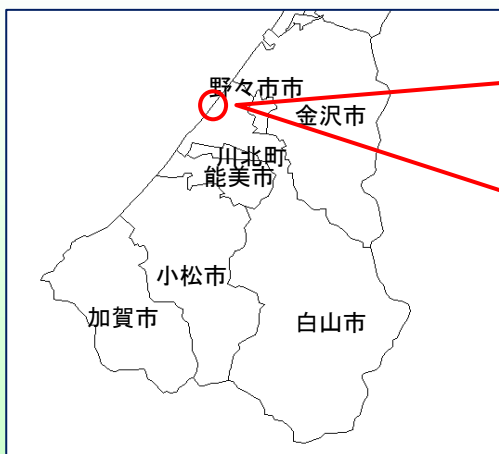 野々市市
金沢市
川北町
能美市
小松市
加賀市
白山市